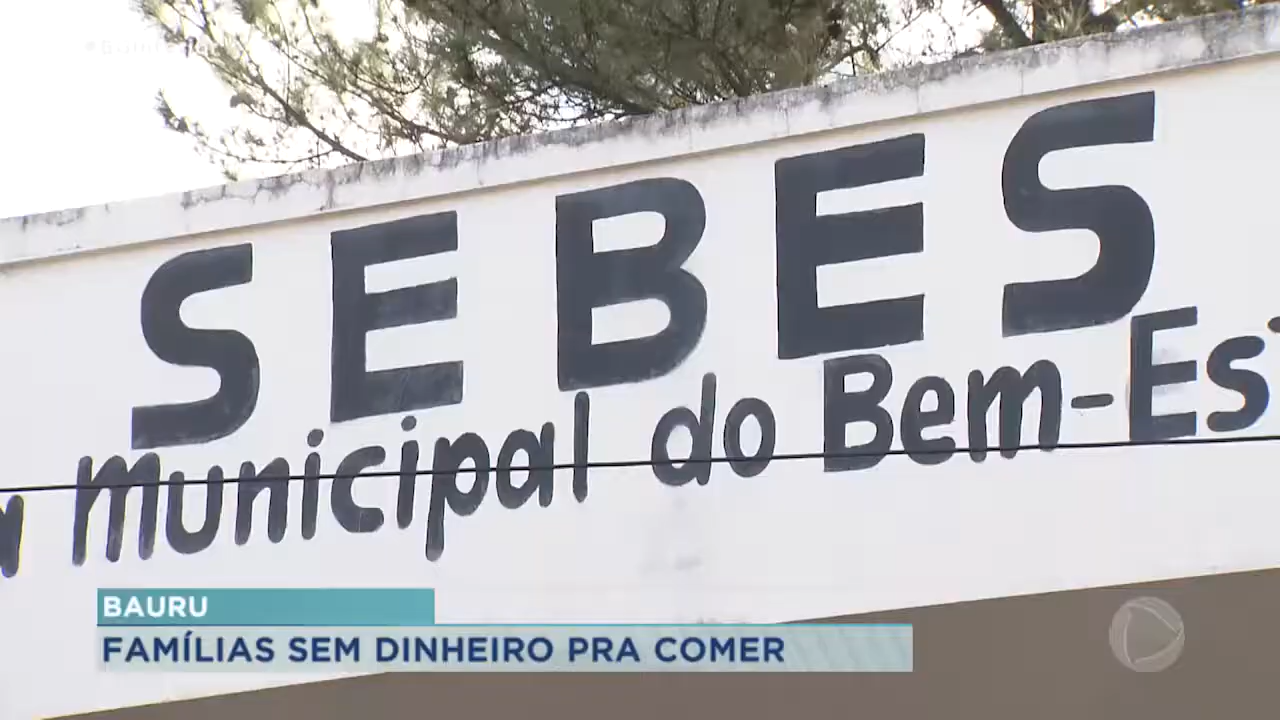 SEBES
Municipal do Bem-Es
BAURU
FAMÍLIAS SEM DINHEIRO PRA COMER